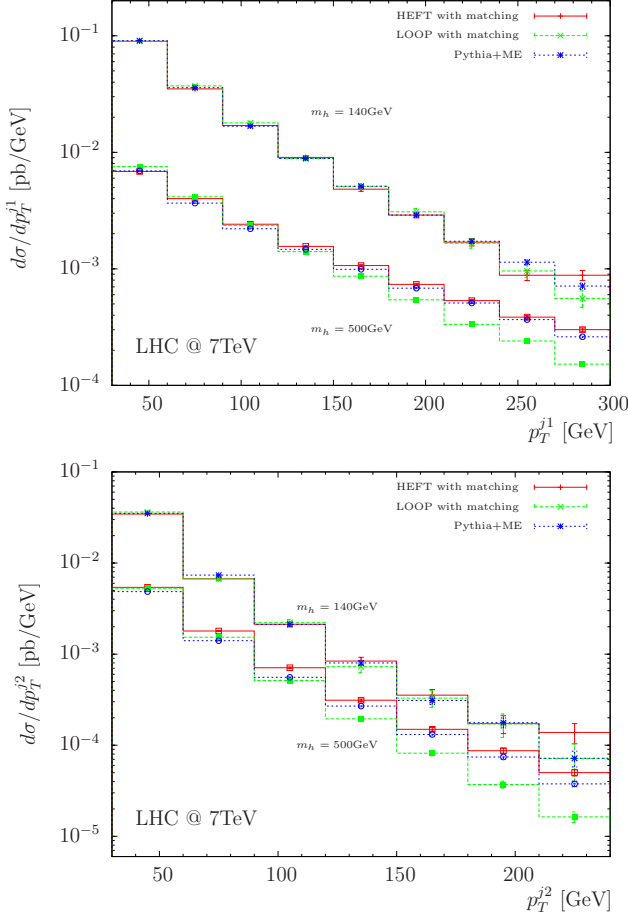 10^{-1}
10^{-2}
10^{-3}
10^{-4}
dσ/dp_T^{j1} [pb/GeV]
HEFT with matching
LOOP with matching
Pythia+ME
m_h = 140GeV
m_h = 500GeV
LHC @ 7TeV
50 100 150 200 250 300
p_T^{j1} [GeV]
10^{-1}
10^{-2}
10^{-3}
10^{-4}
10^{-5}
dσ/dp_T^{j2} [pb/GeV]
HEFT with matching
LOOP with matching
Pythia+ME
m_h = 140GeV
m_h = 500GeV
LHC @ 7TeV
50 100 150 200
p_T^{j2} [GeV]